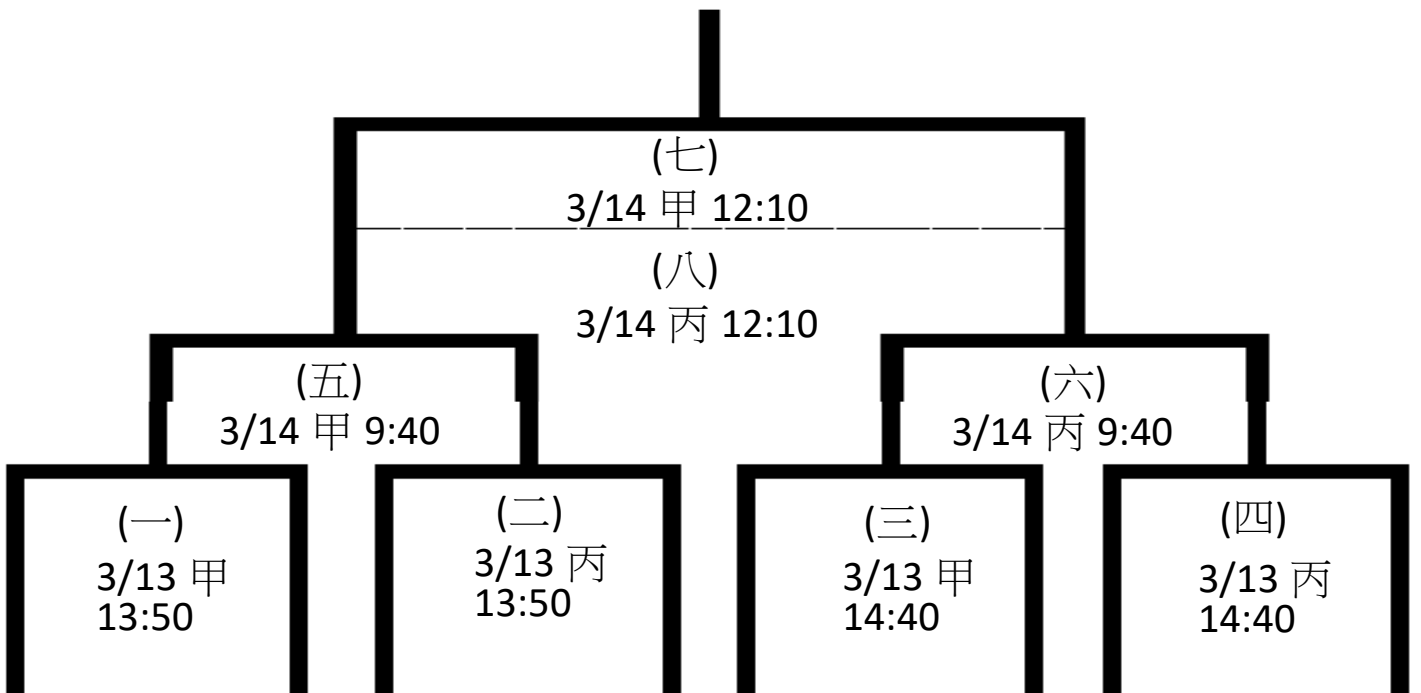 (七)
3/14 甲 12:10
(八)
3/14 丙 12:10
(五)
3/14 甲 9:40
(六)
3/14 丙 9:40
(一)
3/13 甲
13:50
(二)
3/13 丙
13:50
(三)
3/13 甲
14:40
(四)
3/13 丙
14:40